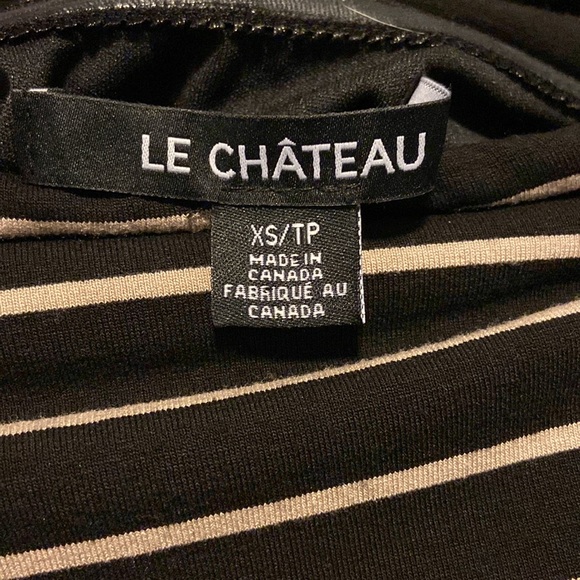 LE CHÂTEAU
XS/TP
MADE IN
CANADA
FABRIQUÉ AU
CANADA